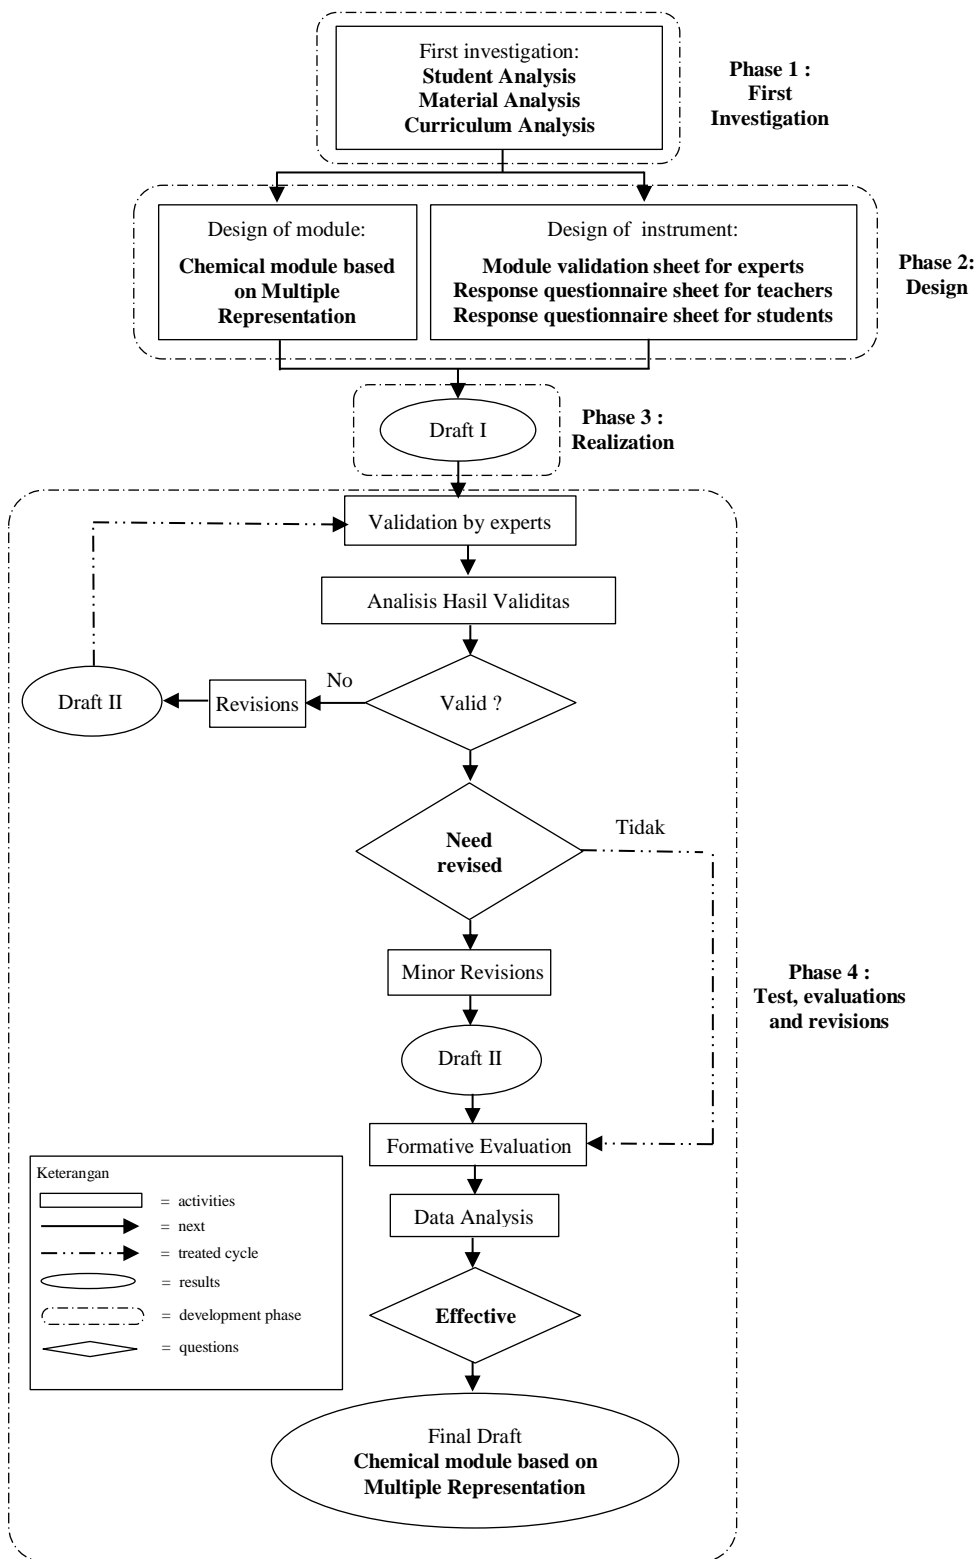 First investigation:
Student Analysis
Material Analysis
Curriculum Analysis
Phase 1 :
First
Investigation
Design of module:
Chemical module based
on Multiple
Representation
Design of instrument:
Module validation sheet for experts
Response questionnaire sheet for teachers
Response questionnaire sheet for students
Phase 2:
Design
Draft I
Phase 3 :
Realization
Validation by experts
Analisis Hasil Validitas
Valid ?
No
Revisions
Draft II
Need
revised
Tidak
Minor Revisions
Draft II
Phase 4 :
Test, evaluations
and revisions
Formative Evaluation
Data Analysis
Effective
Final Draft
Chemical module based on
Multiple Representation
Keterangan
= activities
= next
= treated cycle
= results
= development phase
= questions